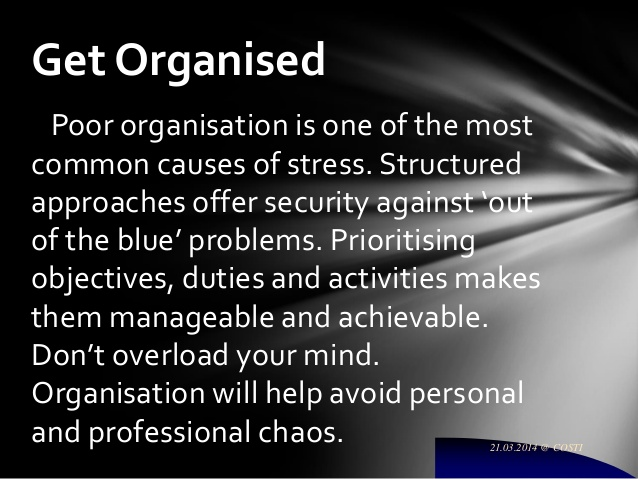 Get Organised
Poor organisation is one of the most
common causes of stress. Structured
approaches offer security against ‘out
of the blue’ problems. Prioritising
objectives, duties and activities makes
them manageable and achievable.
Don’t overload your mind.
Organisation will help avoid personal
and professional chaos.
21.03.2014 @ COSTI